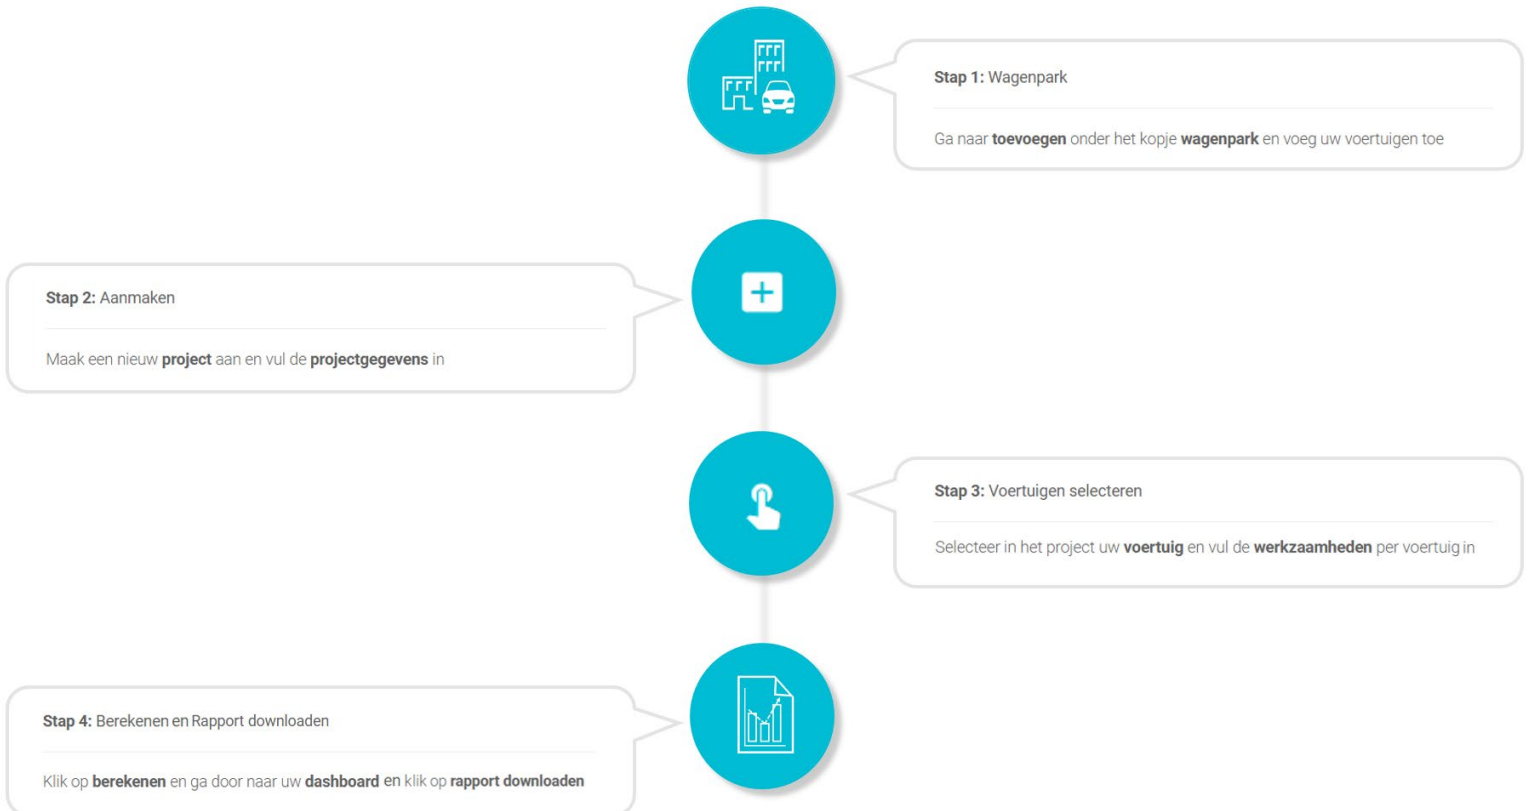 Stap 1: Wagenpark
Ga naar toevoegen onder het kopje wagenpark en voeg uw voertuigen toe
Stap 2: Aanmaken
Maak een nieuw project aan en vul de projectgegevens in
Stap 3: Voertuigen selecteren
Selecteer in het project uw voertuig en vul de werkzaamheden per voertuig in
Stap 4: Berekenen en Rapport downloaden
Klik op berekenen en ga door naar uw dashboard en klik op rapport downloaden